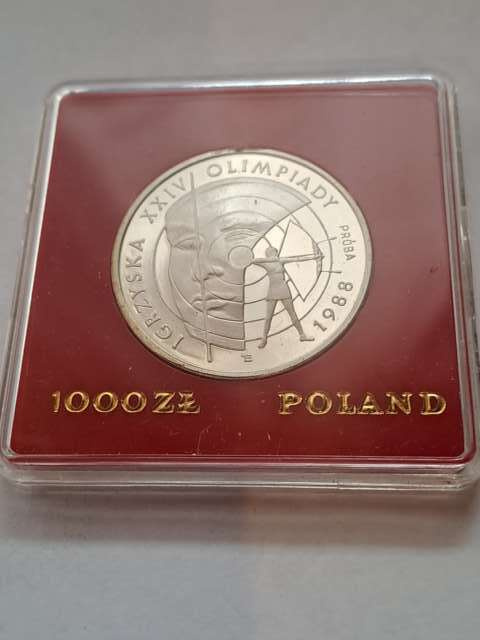 IGRZYSKA XXIV OLIMPIADY 1988
PRÓBA
1000 ZŁ POLAND